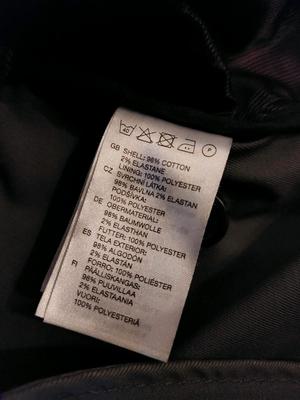 40
GB SHELL: 98% COTTON
2% ELASTANE
LINING: 100% POLYESTER
CZ SVRCHNÍ LÁTKA:
98% BAVLNA 2% ELASTAN
PODŠÍVKA:
100% POLYESTER
DE OBERMATERIAL:
98% BAUMWOLLE
2% ELASTHAN
FUTTER: 100% POLYESTER
ES TELA EXTERIOR:
98% ALGODÓN
2% ELASTÁN
FORRO: 100% POLIÉSTER
FI PÄÄLLISKANGAS:
98% PUUVILLAA
2% ELASTAANIA
VUORI:
100% POLYESTERIÄ